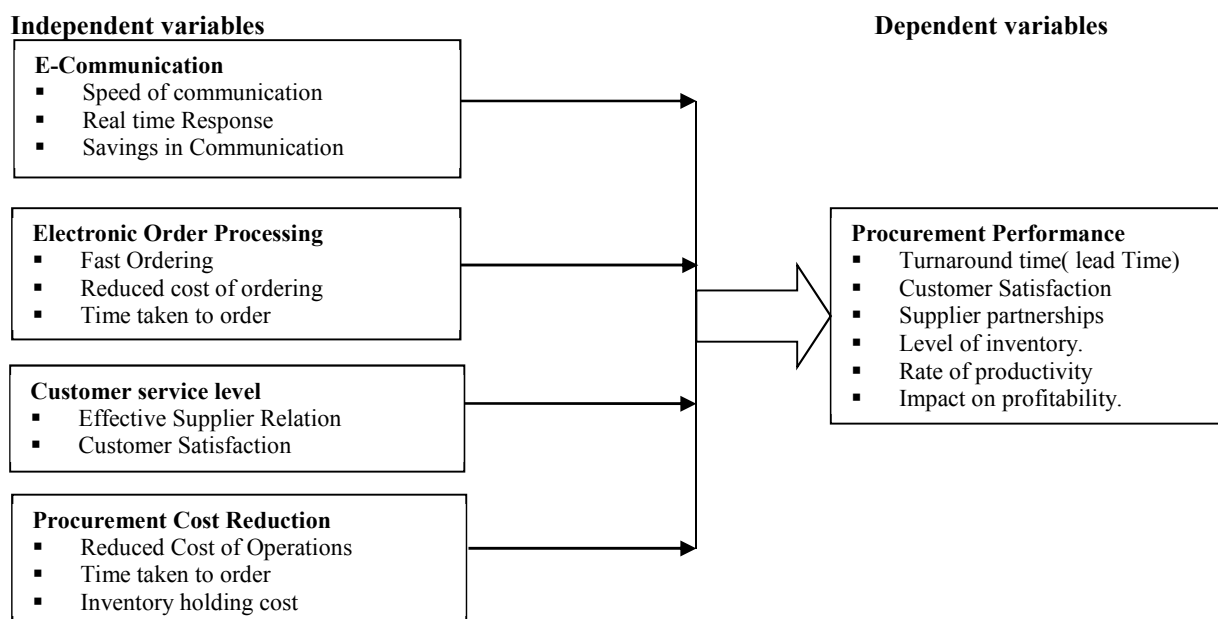 Independent variables
Dependent variables
E-Communication
▪ Speed of communication
▪ Real time Response
▪ Savings in Communication
Electronic Order Processing
▪ Fast Ordering
▪ Reduced cost of ordering
▪ Time taken to order
Customer service level
▪ Effective Supplier Relation
▪ Customer Satisfaction
Procurement Cost Reduction
▪ Reduced Cost of Operations
▪ Time taken to order
▪ Inventory holding cost
Procurement Performance
▪ Turnaround time( lead Time)
▪ Customer Satisfaction
▪ Supplier partnerships
▪ Level of inventory.
▪ Rate of productivity
▪ Impact on profitability.